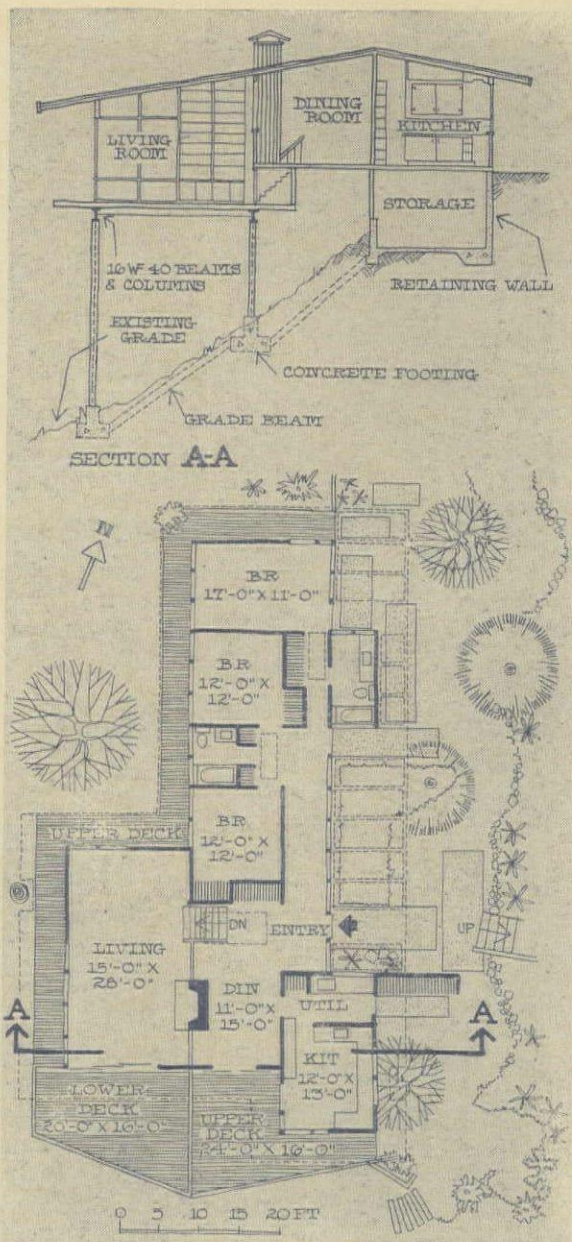 DINING
ROOM
LIVING
ROOM
KITCHEN
STORAGE
16 WF 40 BEAMS
& COLUMNS
RETAINING WALL
EXISTING
GRADE
CONCRETE FOOTING
GRADE BEAM
SECTION A-A
N
BR
17'-0" X 11'-0"
BR
12'-0" X
12'-0"
UPPER DECK
BR
12'-0" X
12'-0"
DN
ENTRY
UP
LIVING
15'-0" X
28'-0"
DIN
11'-0" X
15'-0"
UTIL
A
A
KIT
12'-0" X
13'-0"
LOWER
DECK
20'-0" X 16'-0"
UPPER
DECK
24'-0" X 16'-0"
0 5 10 15 20 FT